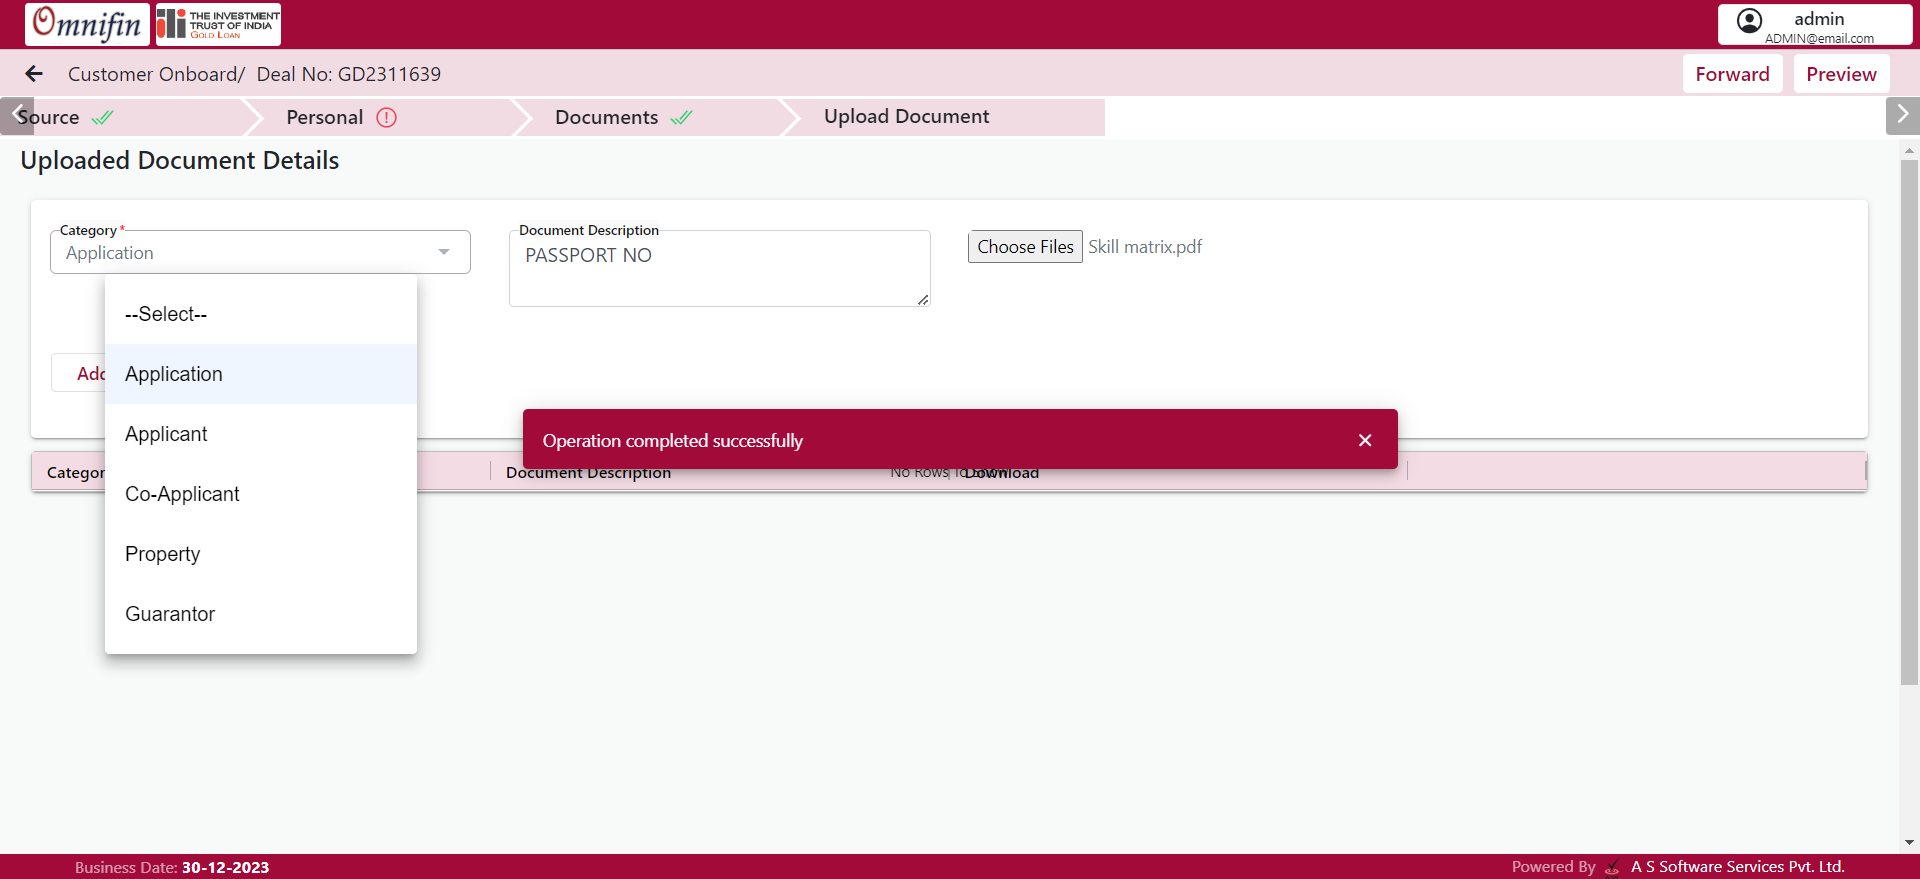 Omnifin
iti THE INVESTMENT
TRUST OF INDIA
GOLD LOAN
admin
ADMIN@email.com
Customer Onboard/ Deal No: GD2311639
Forward
Preview
Source
Personal
Documents
Upload Document
Uploaded Document Details
Category*
Application
Document Description
PASSPORT NO
Choose Files Skill matrix.pdf
--Select--
Application
Applicant
Co-Applicant
Property
Guarantor
Operation completed successfully
Document Description
No Rows To Show
Download
Business Date: 30-12-2023
Powered By A S Software Services Pvt. Ltd.